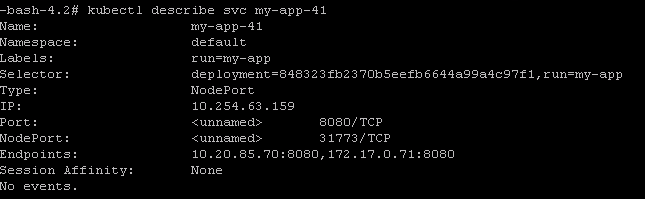 -bash-4.2# kubectl describe svc my-app-41
Name: my-app-41
Namespace: default
Labels: run=my-app
Selector: deployment=848323fb2370b5eefb6644a99a4c97f1,run=my-app
Type: NodePort
IP: 10.254.63.159
Port: <unnamed> 8080/TCP
NodePort: <unnamed> 31773/TCP
Endpoints: 10.20.85.70:8080,172.17.0.71:8080
Session Affinity: None
No events.